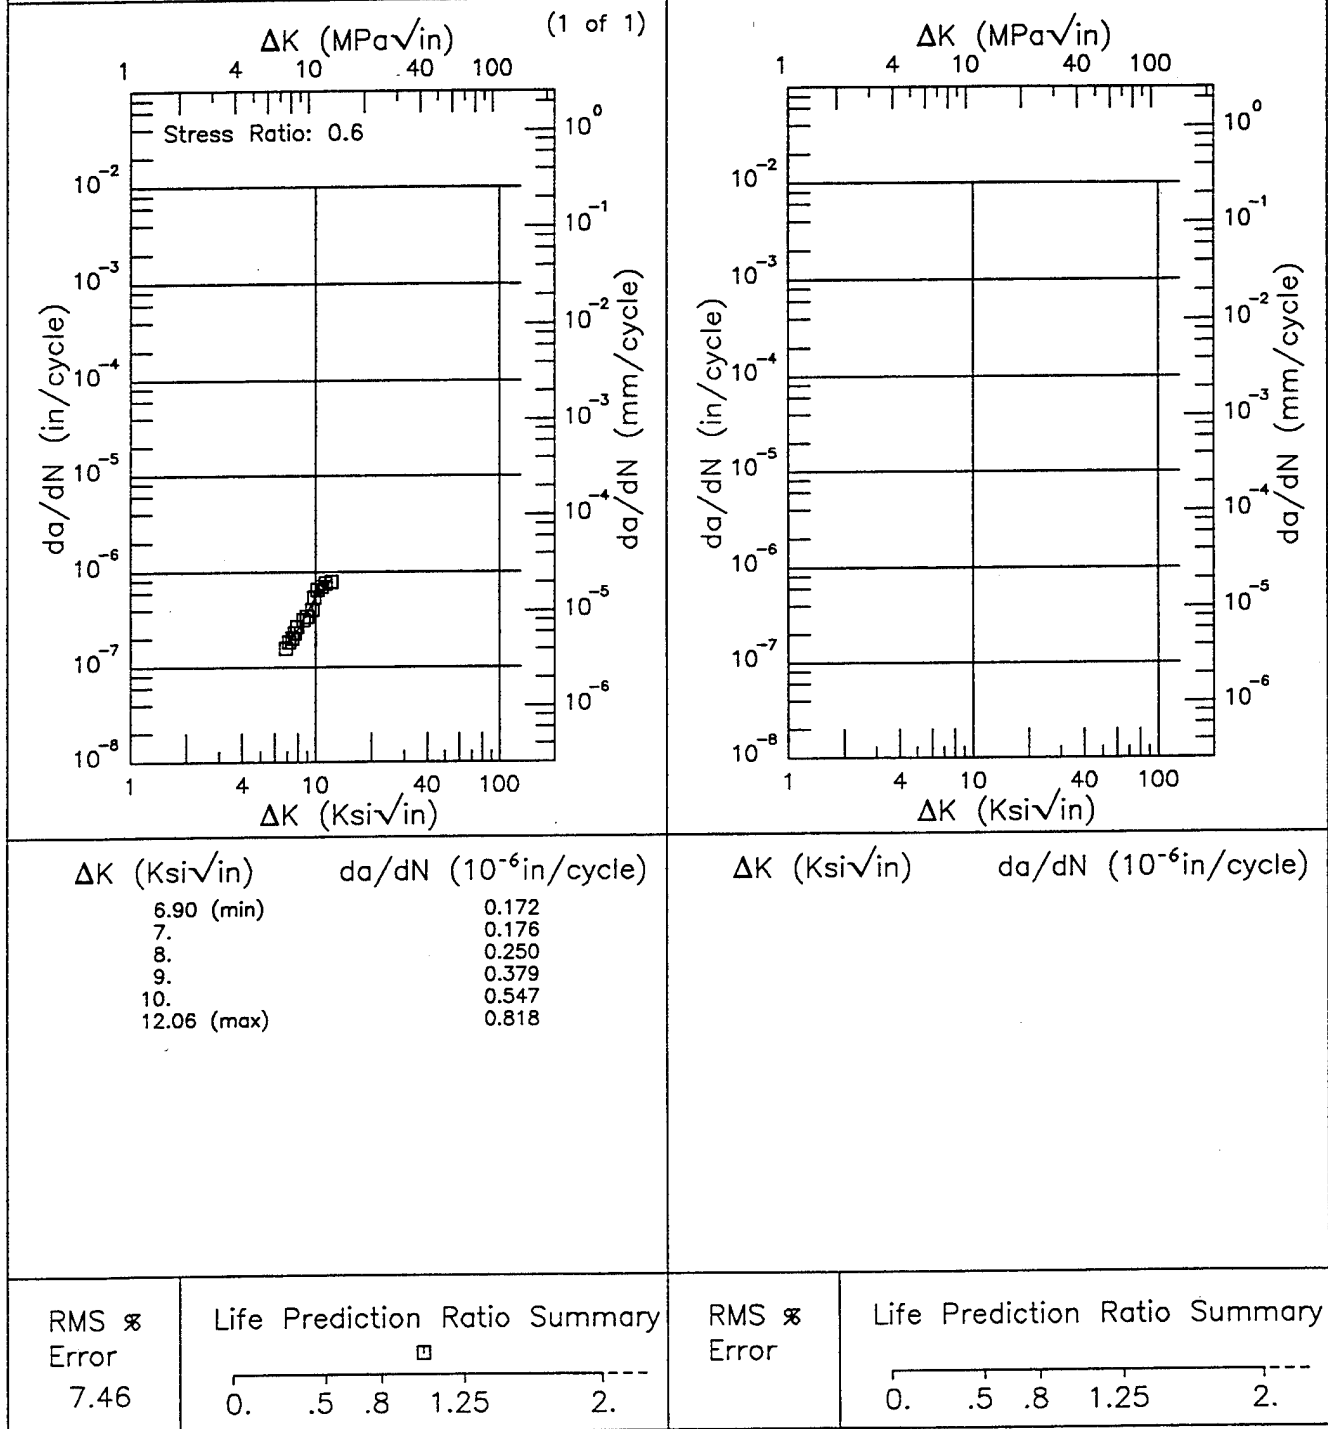 (1 of 1)
ΔK (MPa√in)
1 4 10 40 100
Stress Ratio: 0.6
10⁰
10⁻²
10⁻¹
10⁻³
10⁻²
10⁻⁴
10⁻³
10⁻⁵
10⁻⁴
10⁻⁶
10⁻⁵
10⁻⁷
10⁻⁶
10⁻⁸
da/dN (in/cycle)
da/dN (mm/cycle)
1 4 10 40 100
ΔK (Ksi√in)
ΔK (MPa√in)
1 4 10 40 100
10⁰
10⁻²
10⁻¹
10⁻³
10⁻²
10⁻⁴
10⁻³
10⁻⁵
10⁻⁴
10⁻⁶
10⁻⁵
10⁻⁷
10⁻⁶
10⁻⁸
da/dN (in/cycle)
da/dN (mm/cycle)
1 4 10 40 100
ΔK (Ksi√in)
ΔK (Ksi√in) da/dN (10⁻⁶in/cycle)
6.90 (min) 0.172
7. 0.176
8. 0.250
9. 0.379
10. 0.547
12.06 (max) 0.818
ΔK (Ksi√in) da/dN (10⁻⁶in/cycle)
RMS %
Error
7.46
Life Prediction Ratio Summary
0. .5 .8 1.25 2.
RMS %
Error
Life Prediction Ratio Summary
0. .5 .8 1.25 2.